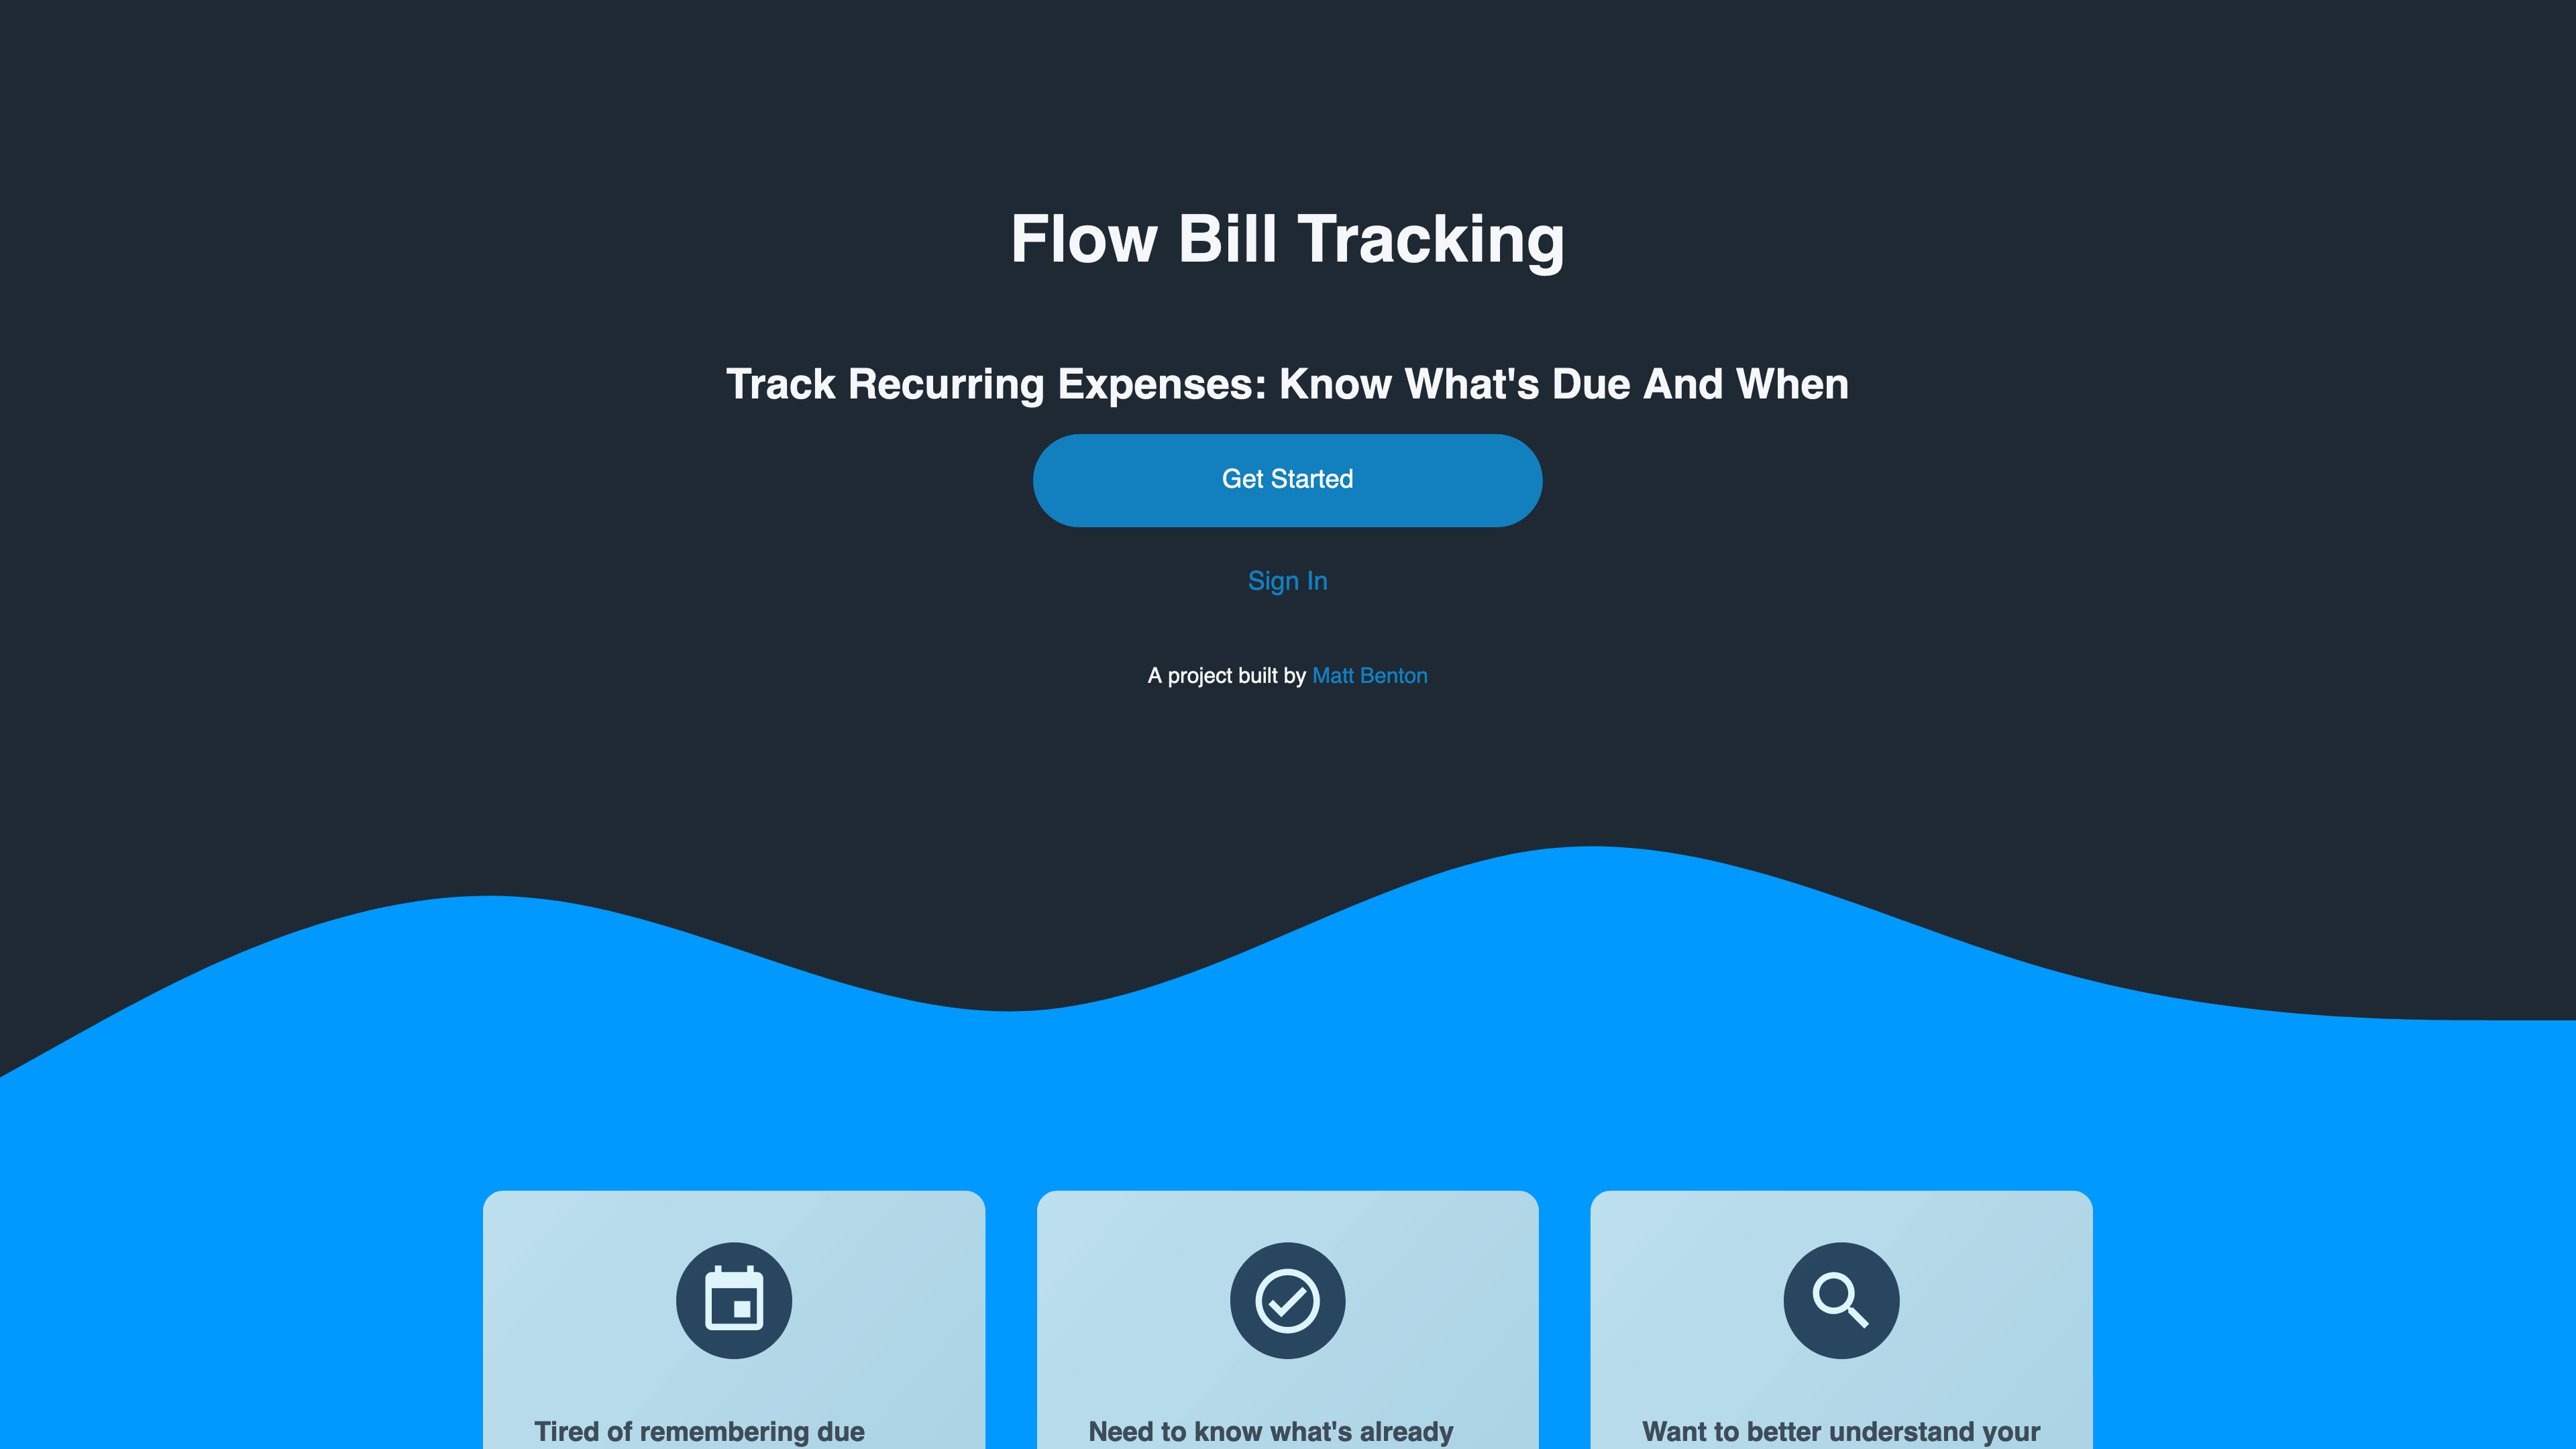 Flow Bill Tracking
Track Recurring Expenses: Know What's Due And When
Get Started
Sign In
A project built by Matt Benton
Tired of remembering due
Need to know what's already
Want to better understand your